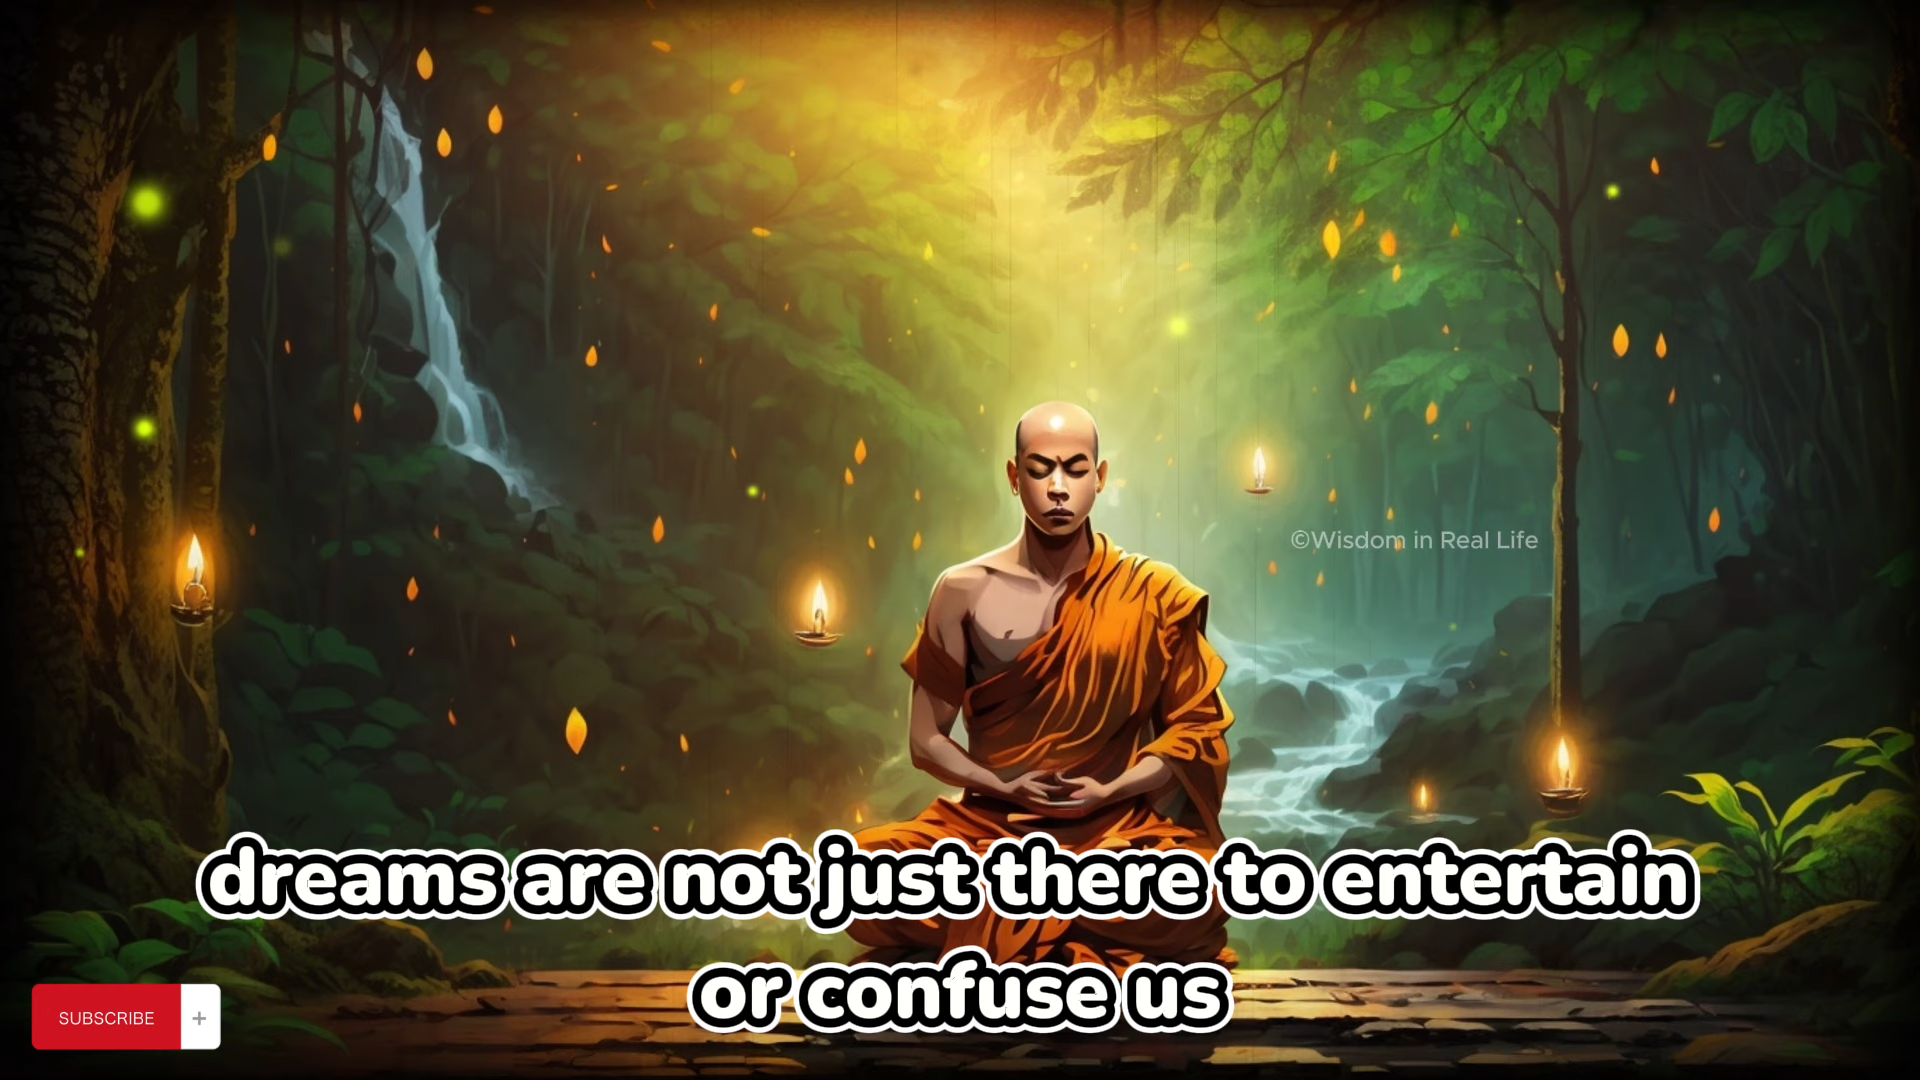 ©Wisdom in Real Life
dreams are not just there to entertain
or confuse us
SUBSCRIBE +